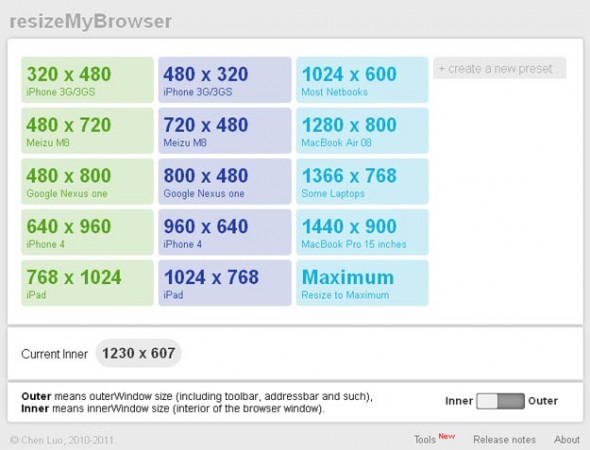 resizeMyBrowser
320 x 480
iPhone 3G/3GS
480 x 320
iPhone 3G/3GS
1024 x 600
Most Netbooks
+ create a new preset
480 x 720
Meizu M8
720 x 480
Meizu M8
1280 x 800
MacBook Air 08
480 x 800
Google Nexus one
800 x 480
Google Nexus one
1366 x 768
Some Laptops
640 x 960
iPhone 4
960 x 640
iPhone 4
1440 x 900
MacBook Pro 15 inches
768 x 1024
iPad
1024 x 768
iPad
Maximum
Resize to Maximum
Current Inner 1230 x 607
Outer means outerWindow size (including toolbar, addressbar and such),
Inner means innerWindow size (interior of the browser window).
Inner Outer
© Chen Luo, 2010-2011.
Tools New Release notes About